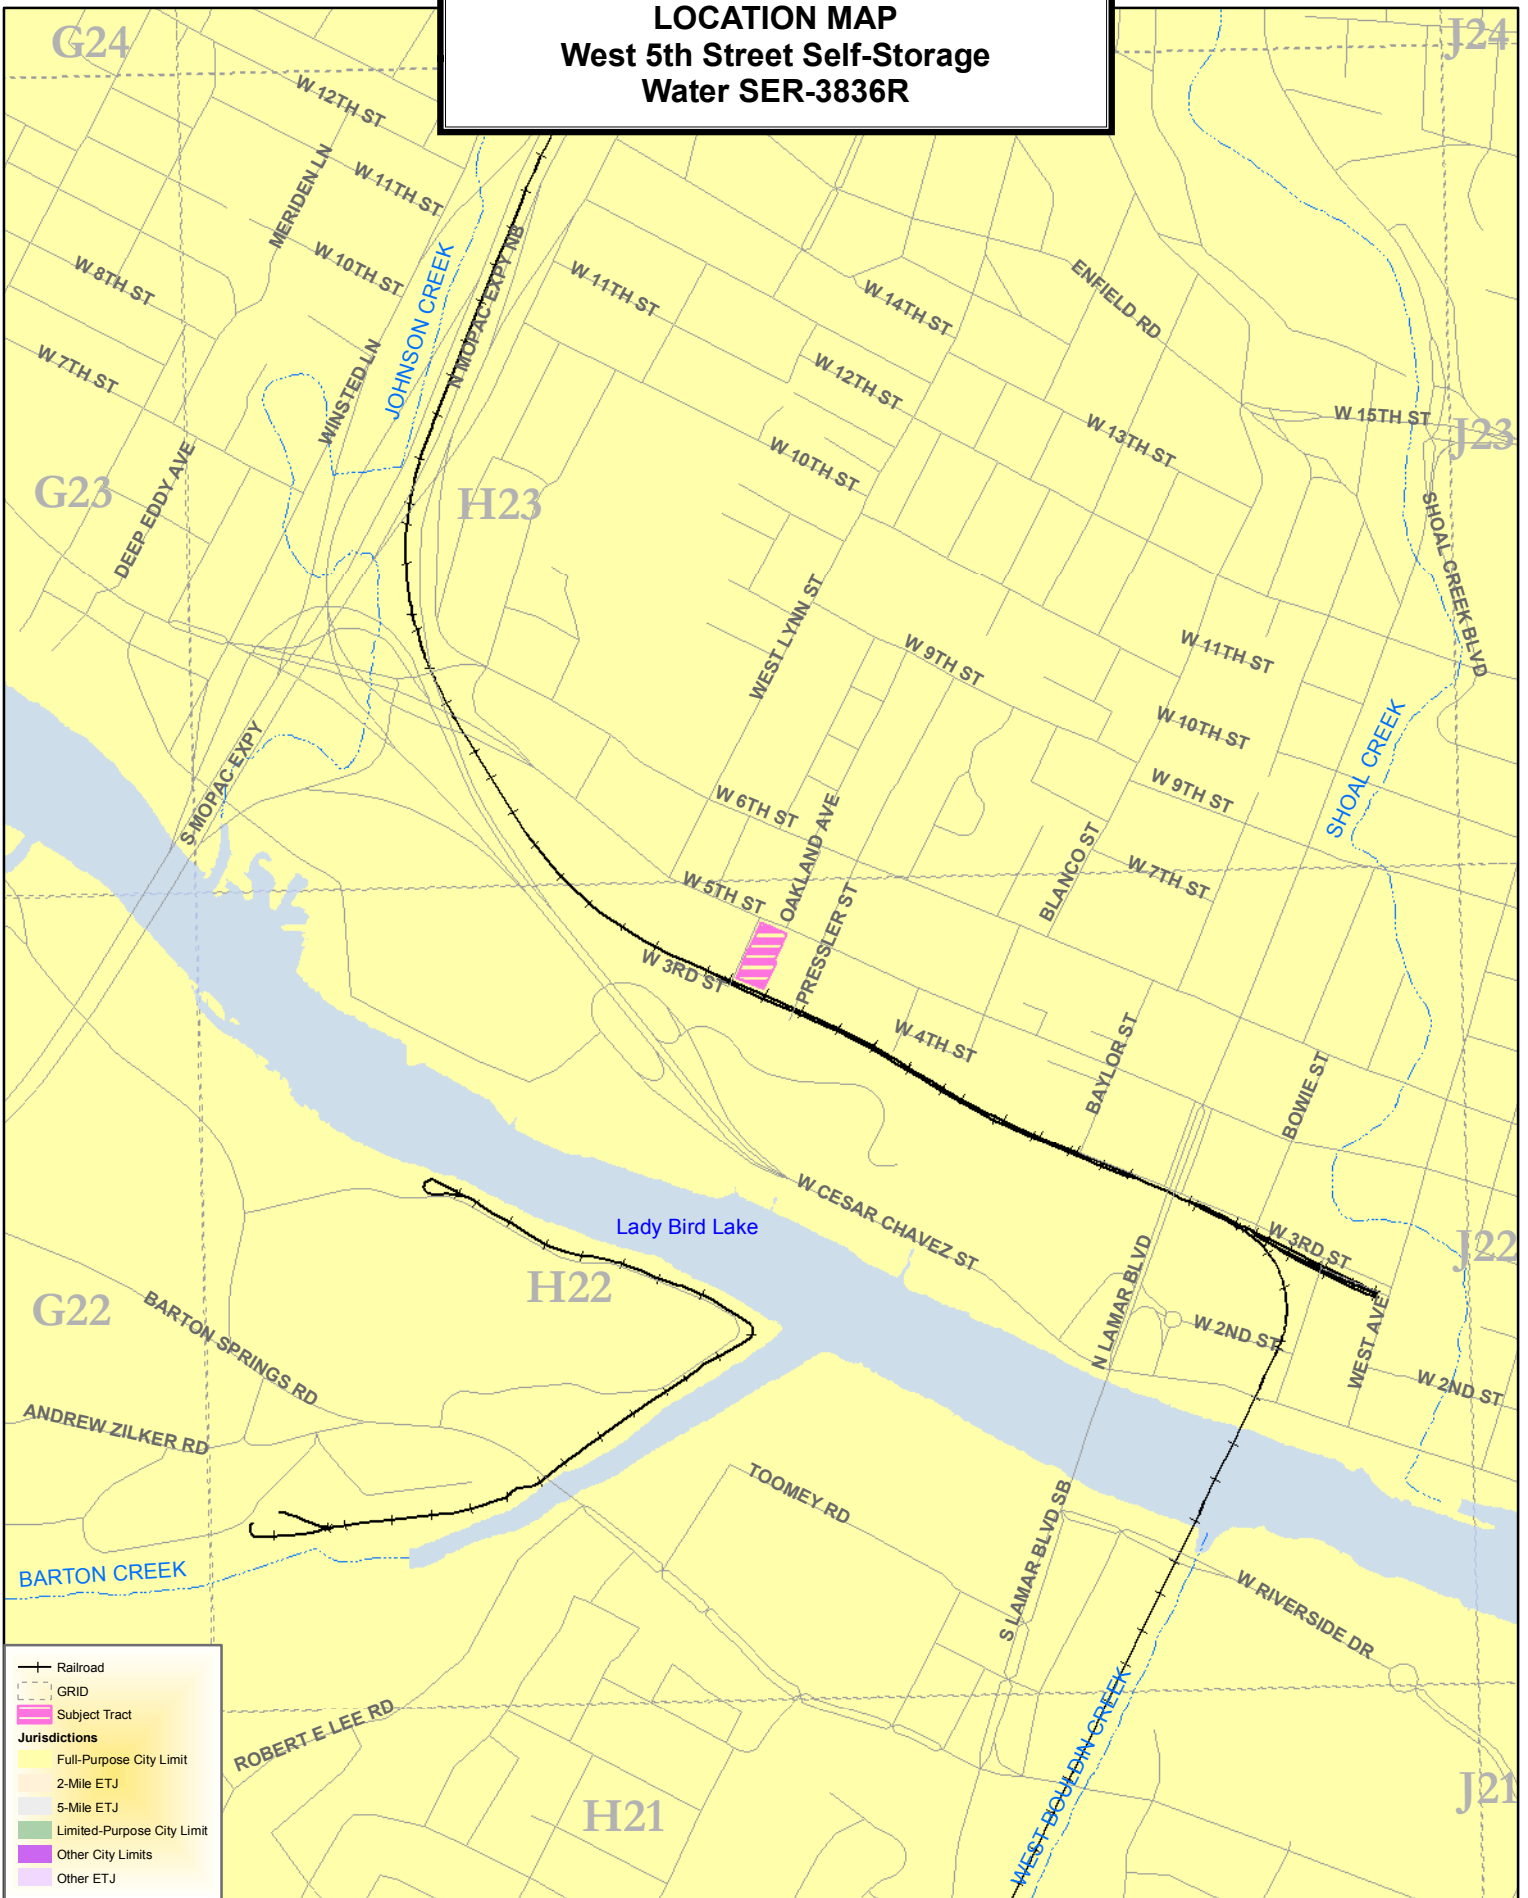 LOCATION MAP
West 5th Street Self-Storage
Water SER-3836R
G24
J24
W 12TH ST
W 11TH ST
MERIDEN LN
W 10TH ST
W 8TH ST
W 7TH ST
JOHNSON CREEK
N MOPAC EXPY NB
WINSTED LN
W 11TH ST
W 14TH ST
ENFIELD RD
W 12TH ST
W 13TH ST
W 15TH ST
J23
W 10TH ST
G23
H23
DEEP EDDY AVE
SHOAL CREEK BLVD
WEST LYNN ST
W 9TH ST
W 11TH ST
W 10TH ST
SHOAL CREEK
S MOPAC EXPY
W 6TH ST
OAKLAND AVE
W 9TH ST
W 7TH ST
BLANCO ST
W 5TH ST
PRESSLER ST
W 3RD ST
W 4TH ST
BAYLOR ST
BOWIE ST
W CESAR CHAVEZ ST
Lady Bird Lake
W 3RD ST
J22
H22
G22
N LAMAR BLVD
W 2ND ST
WEST AVE
W 2ND ST
BARTON SPRINGS RD
ANDREW ZILKER RD
TOOMEY RD
S LAMAR BLVD SB
BARTON CREEK
W RIVERSIDE DR
WEST BOULDIN CREEK
ROBERT E LEE RD
H21
J21
Railroad
GRID
Subject Tract
Jurisdictions
Full-Purpose City Limit
2-Mile ETJ
5-Mile ETJ
Limited-Purpose City Limit
Other City Limits
Other ETJ